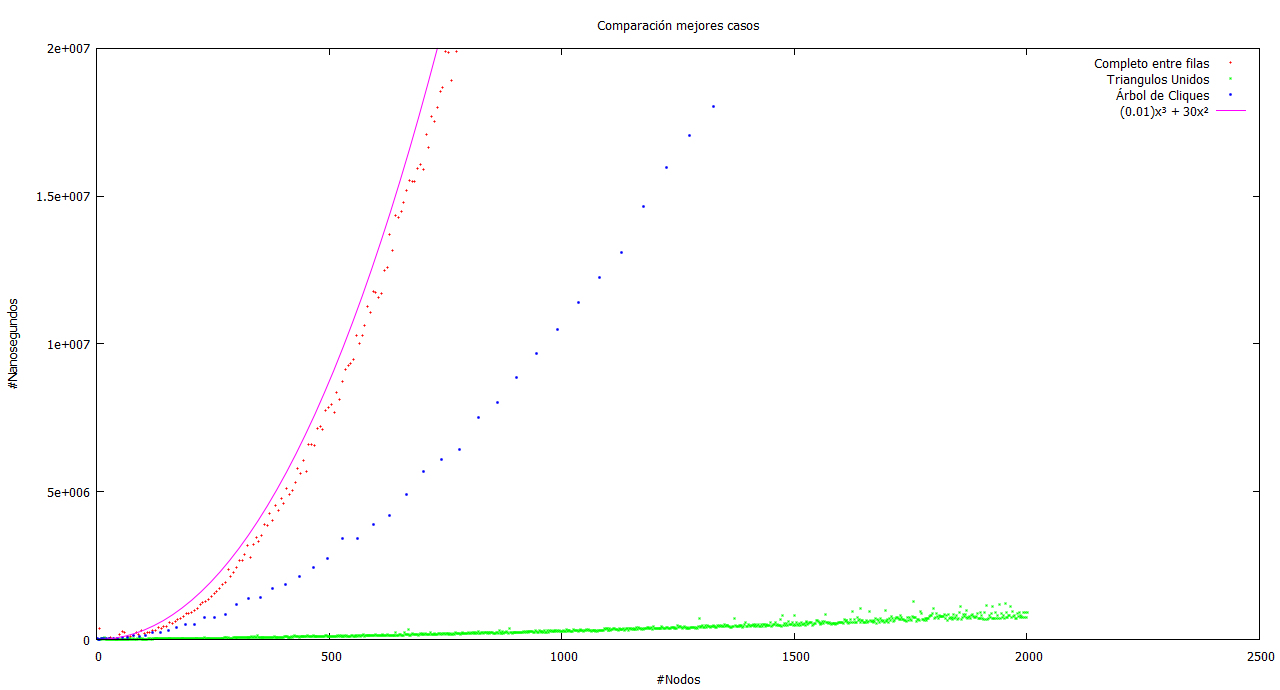 Comparación mejores casos
2e+007
1.5e+007
1e+007
5e+006
0
#Nanosegundos
Completo entre filas
Triangulos Unidos
Árbol de Cliques
(0.01)x³ + 30x²
0
500
1000
1500
2000
2500
#Nodos